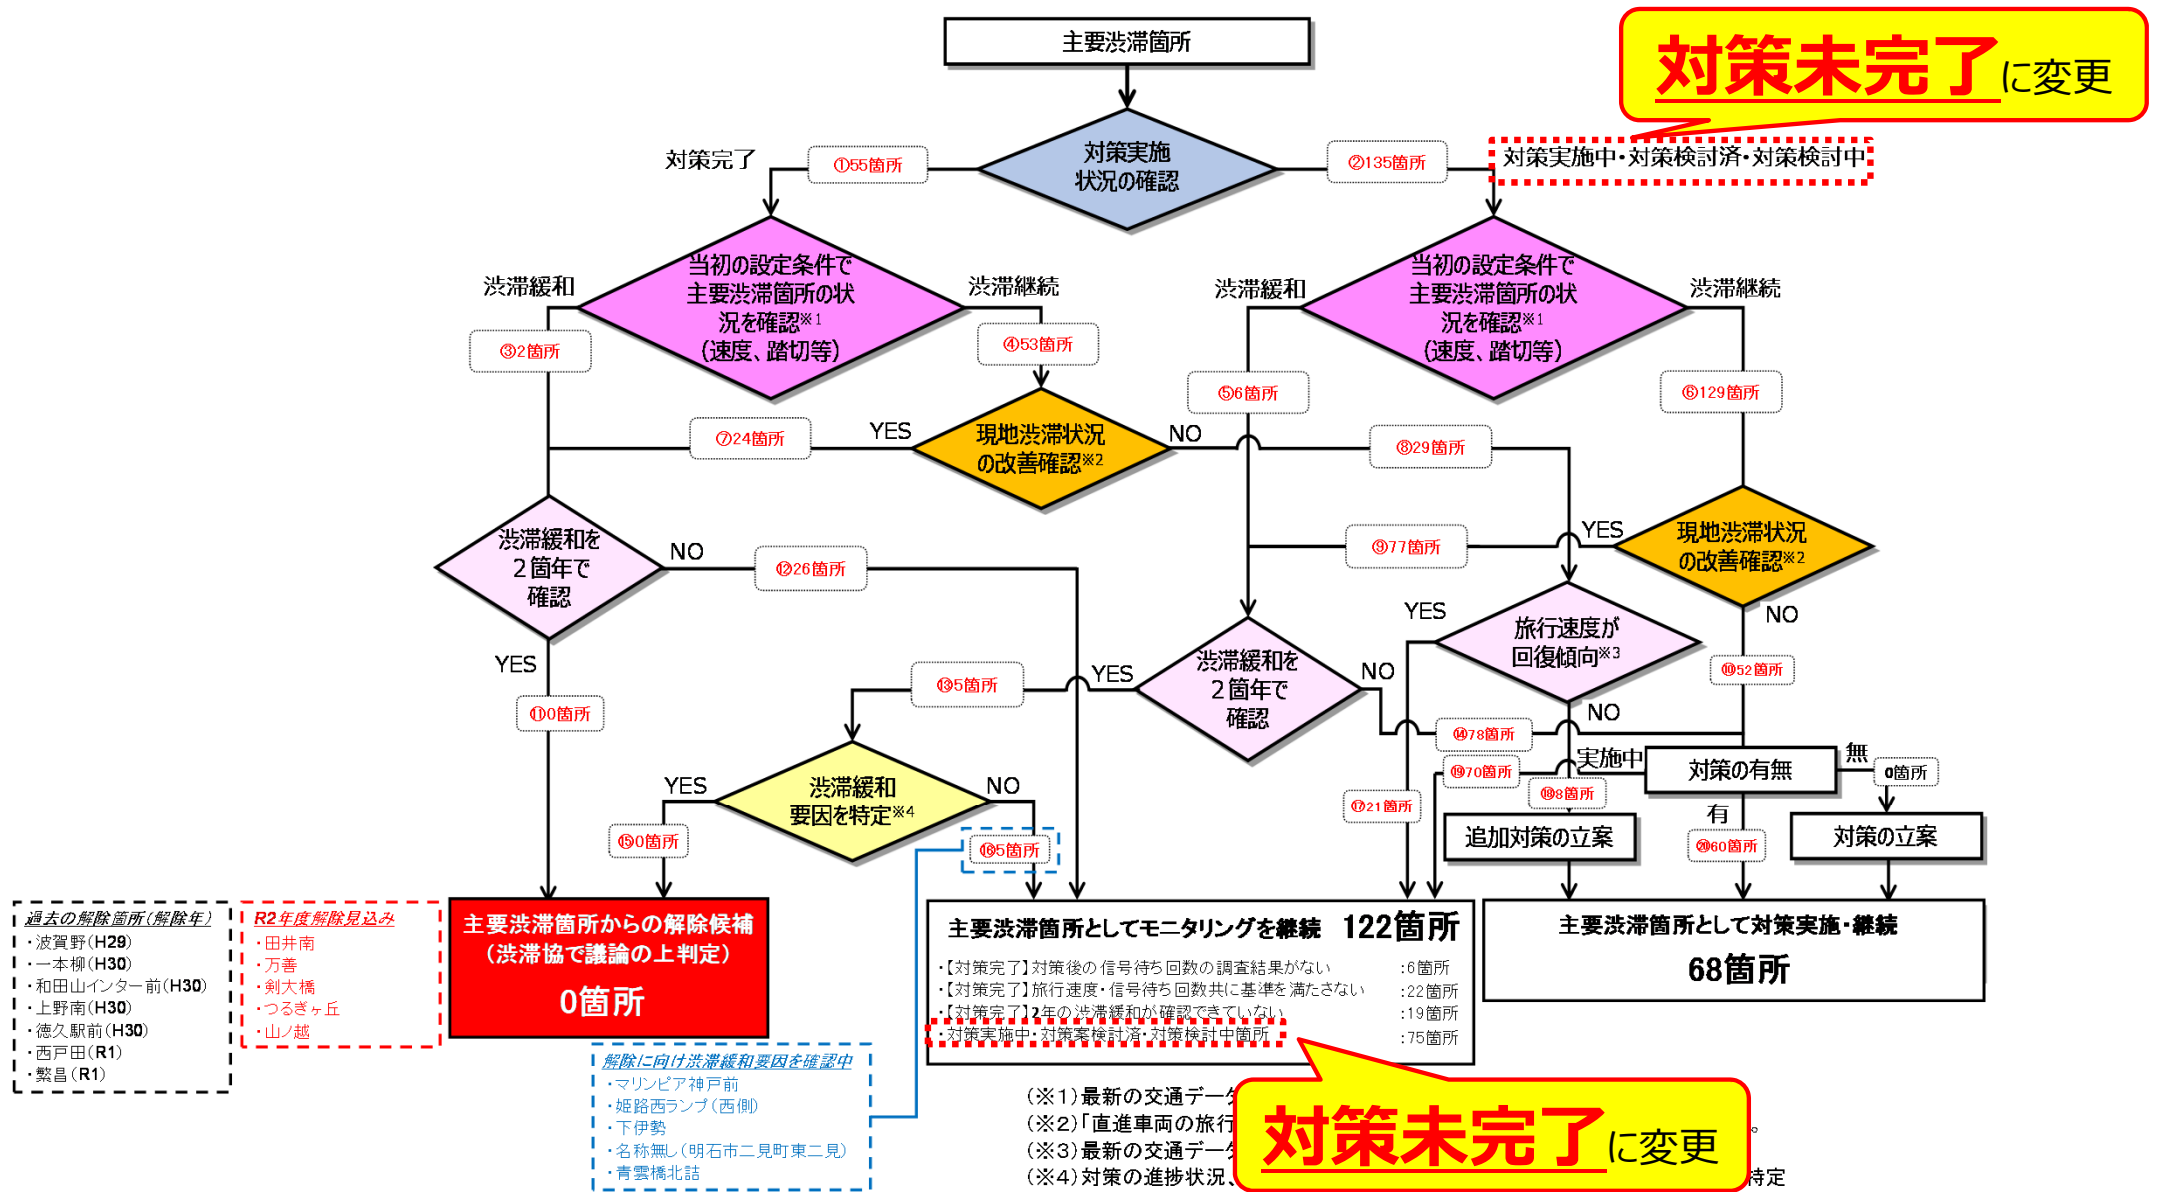 主要渋滞箇所
対策未完了に変更
対策完了
①55箇所
対策実施
状況の確認
②135箇所
対策実施中・対策検討済・対策検討中
渋滞緩和
当初の設定条件で
主要渋滞箇所の状
況を確認※1
(速度、踏切等)
渋滞継続
渋滞緩和
当初の設定条件で
主要渋滞箇所の状
況を確認※1
(速度、踏切等)
渋滞継続
③2箇所
④53箇所
⑤6箇所
⑥129箇所
⑦24箇所
YES
現地渋滞状況
の改善確認※2
NO
⑧29箇所
⑨77箇所
YES
現地渋滞状況
の改善確認※2
NO
渋滞緩和を
2箇年で
確認
NO
⑫26箇所
YES
⑪0箇所
YES
旅行速度が
回復傾向※3
NO
⑩52箇所
⑬5箇所
YES
渋滞緩和を
2箇年で
確認
NO
⑭78箇所
実施中
⑲70箇所
対策の有無
無
0箇所
有
YES
渋滞緩和
要因を特定※4
NO
⑰21箇所
⑱8箇所
追加対策の立案
⑳60箇所
対策の立案
⑮0箇所
⑯5箇所
過去の解除箇所(解除年)
・波賀野(H29)
・一本柳(H30)
・和田山インター前(H30)
・上野南(H30)
・徳久駅前(H30)
・西戸田(R1)
・繁昌(R1)
R2年度解除見込み
・田井南
・万善
・剣大橋
・つるぎヶ丘
・山ノ越
主要渋滞箇所からの解除候補
(渋滞協で議論の上判定)
0箇所
主要渋滞箇所としてモニタリングを継続 122箇所
・【対策完了】対策後の信号待ち回数の調査結果がない :6箇所
・【対策完了】旅行速度・信号待ち回数共に基準を満たさない :22箇所
・【対策完了】2年の渋滞緩和が確認できていない :19箇所
・対策実施中・対策案検討済・対策検討中箇所 :75箇所
主要渋滞箇所として対策実施・継続
68箇所
解除に向け渋滞緩和要因を確認中
・マリンピア神戸前
・姫路西ランプ(西側)
・下伊勢
・名称無し(明石市二見町東二見)
・青雲橋北詰
(※1)最新の交通データ
(※2)「直進車両の旅行 。
(※3)最新の交通データ
(※4)対策の進捗状況、 特定
対策未完了に変更